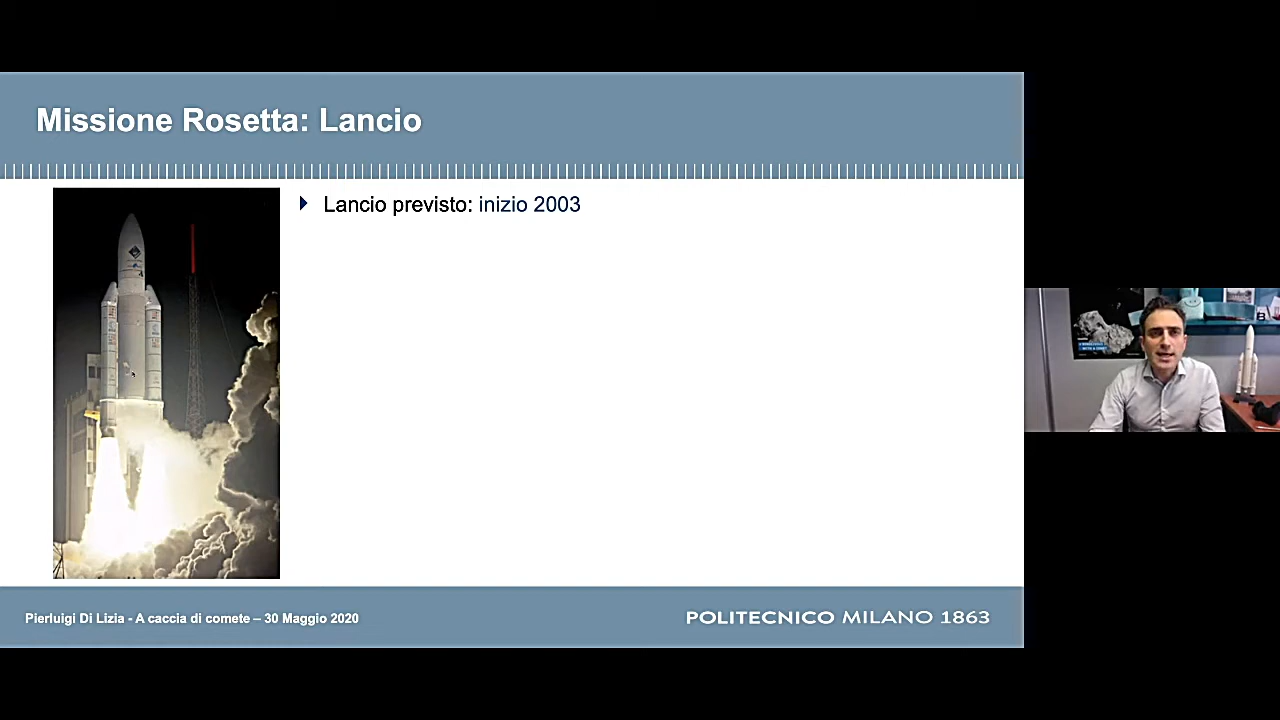 Missione Rosetta: Lancio
Lancio previsto: inizio 2003
Pierluigi Di Lizia - A caccia di comete – 30 Maggio 2020
POLITECNICO MILANO 1863